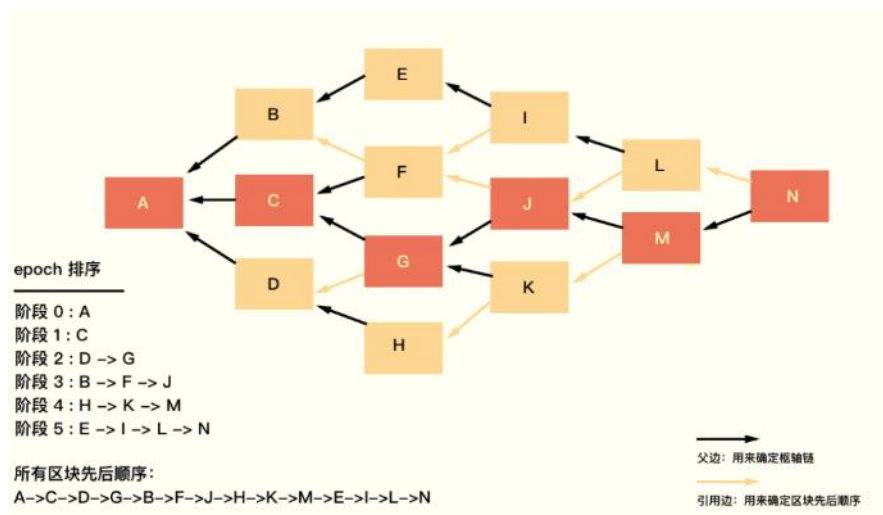 E
B
I
F
L
A
C
J
N
M
G
D
K
H
epoch 排序
阶段 0 : A
阶段 1 : C
阶段 2 : D –> G
阶段 3 : B –> F –> J
阶段 4 : H –> K –> M
阶段 5 : E –> I –> L –> N
所有区块先后顺序:
A–>C–>D–>G–>B–>F–>J–>H–>K–>M–>E–>I–>L–>N
父边：用来确定枢轴链
引用边：用来确定区块先后顺序